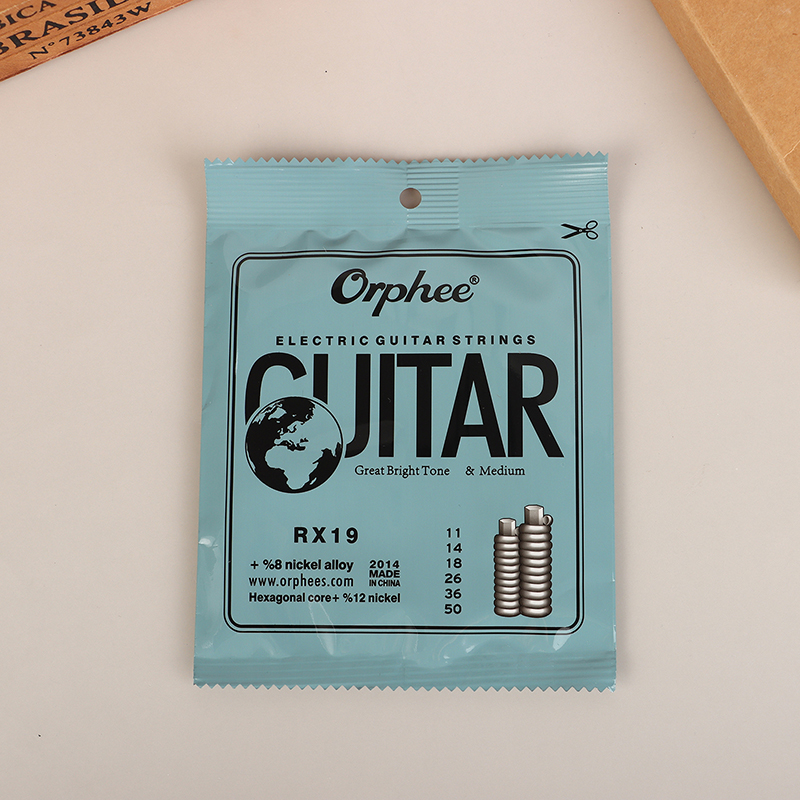 BICA
BRASIL
N°73843W
Orphee®
ELECTRIC GUITAR STRINGS
GUITAR
Great Bright Tone & Medium
RX19
+ %8 nickel alloy
www.orphees.com
Hexagonal core+ %12 nickel
2014
MADE
IN CHINA
11
14
18
26
36
50